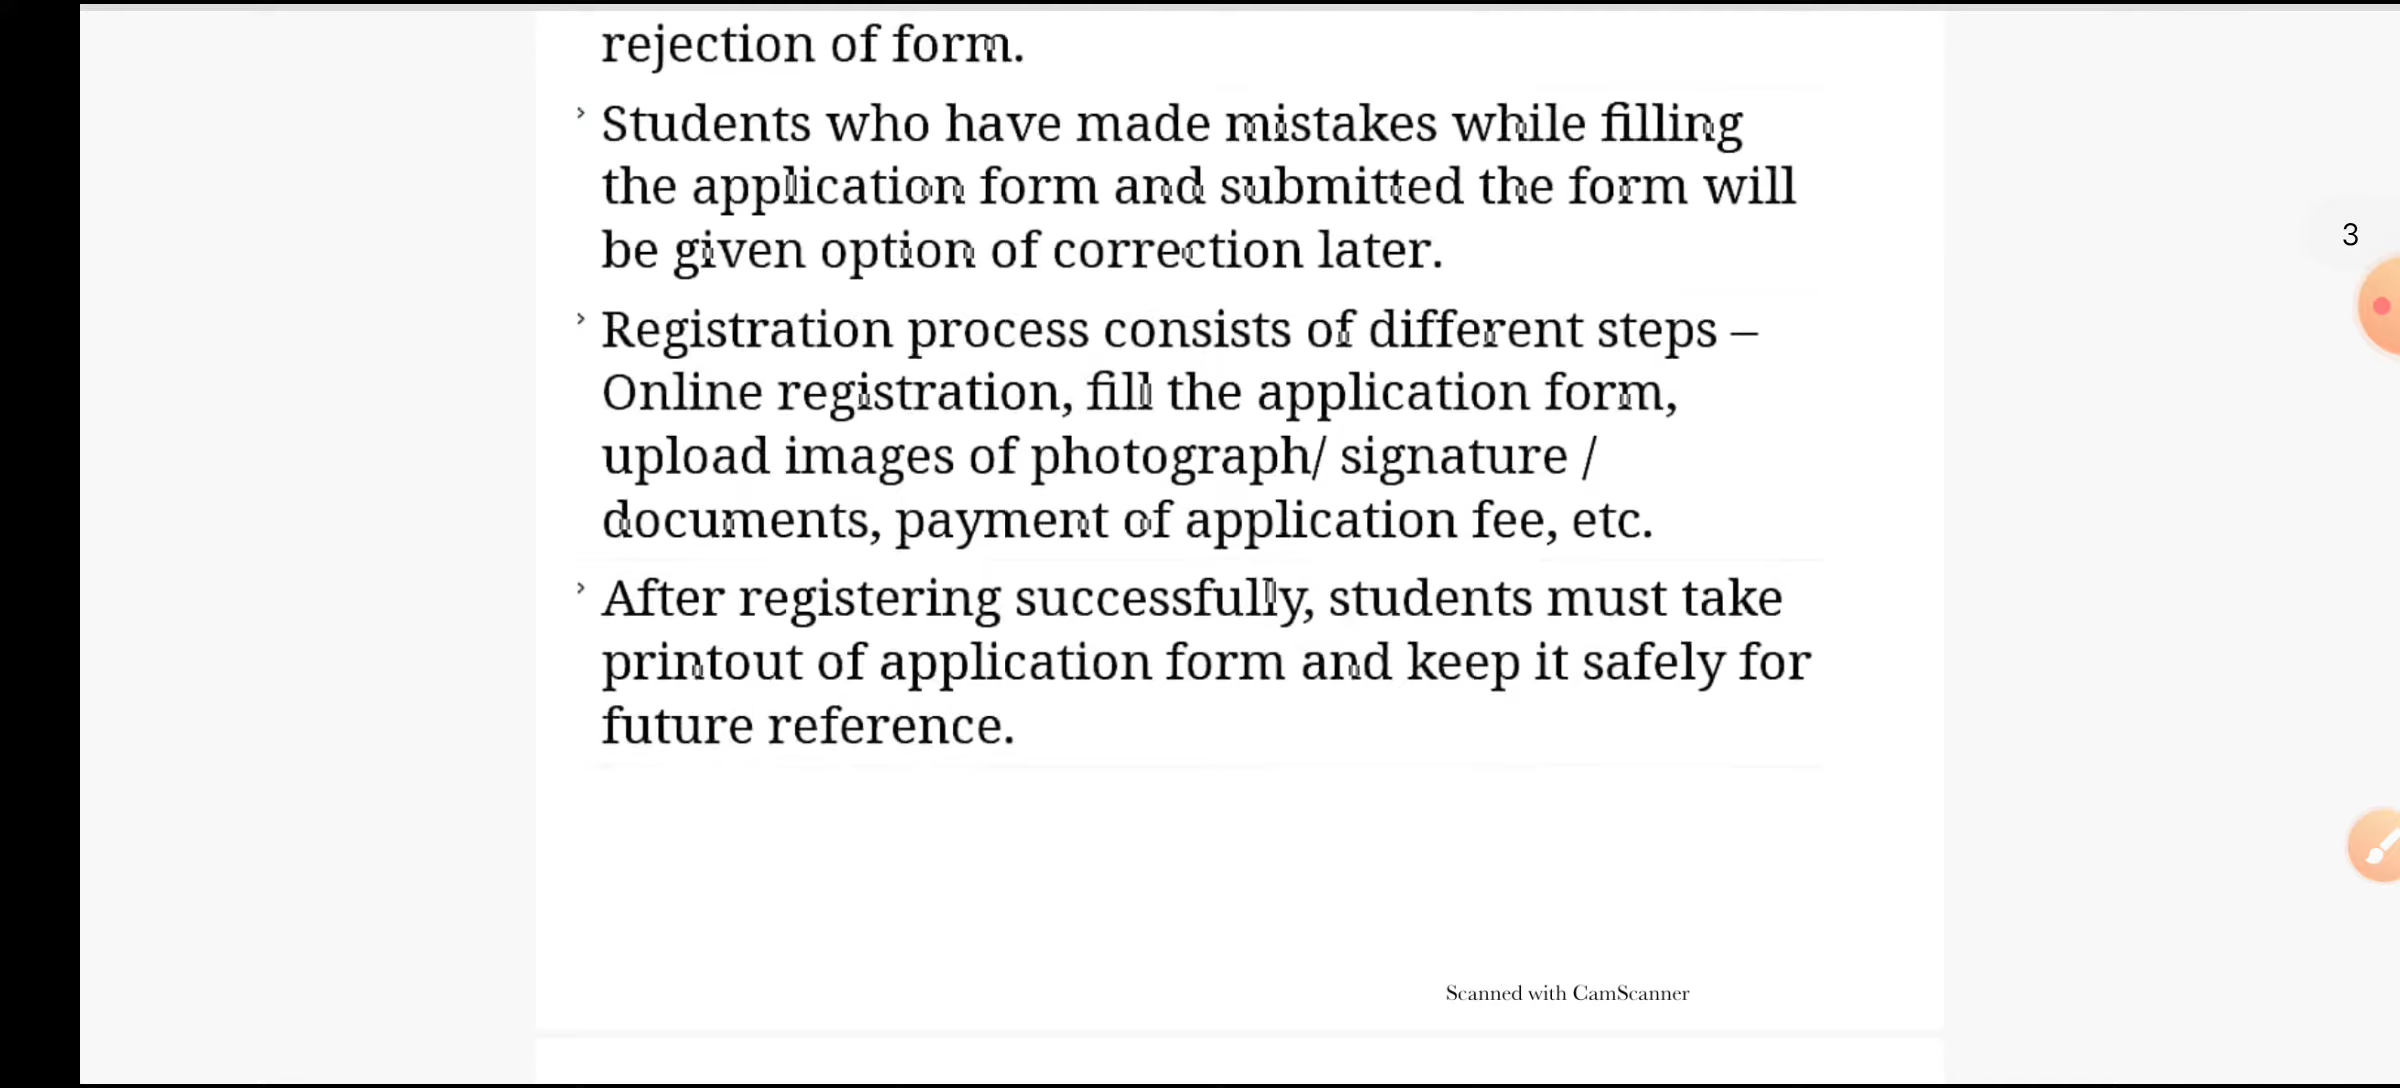 rejection of form.
› Students who have made mistakes while filling
the application form and submitted the form will
be given option of correction later.
› Registration process consists of different steps –
Online registration, fill the application form,
upload images of photograph/ signature /
documents, payment of application fee, etc.
› After registering successfully, students must take
printout of application form and keep it safely for
future reference.
3
Scanned with CamScanner